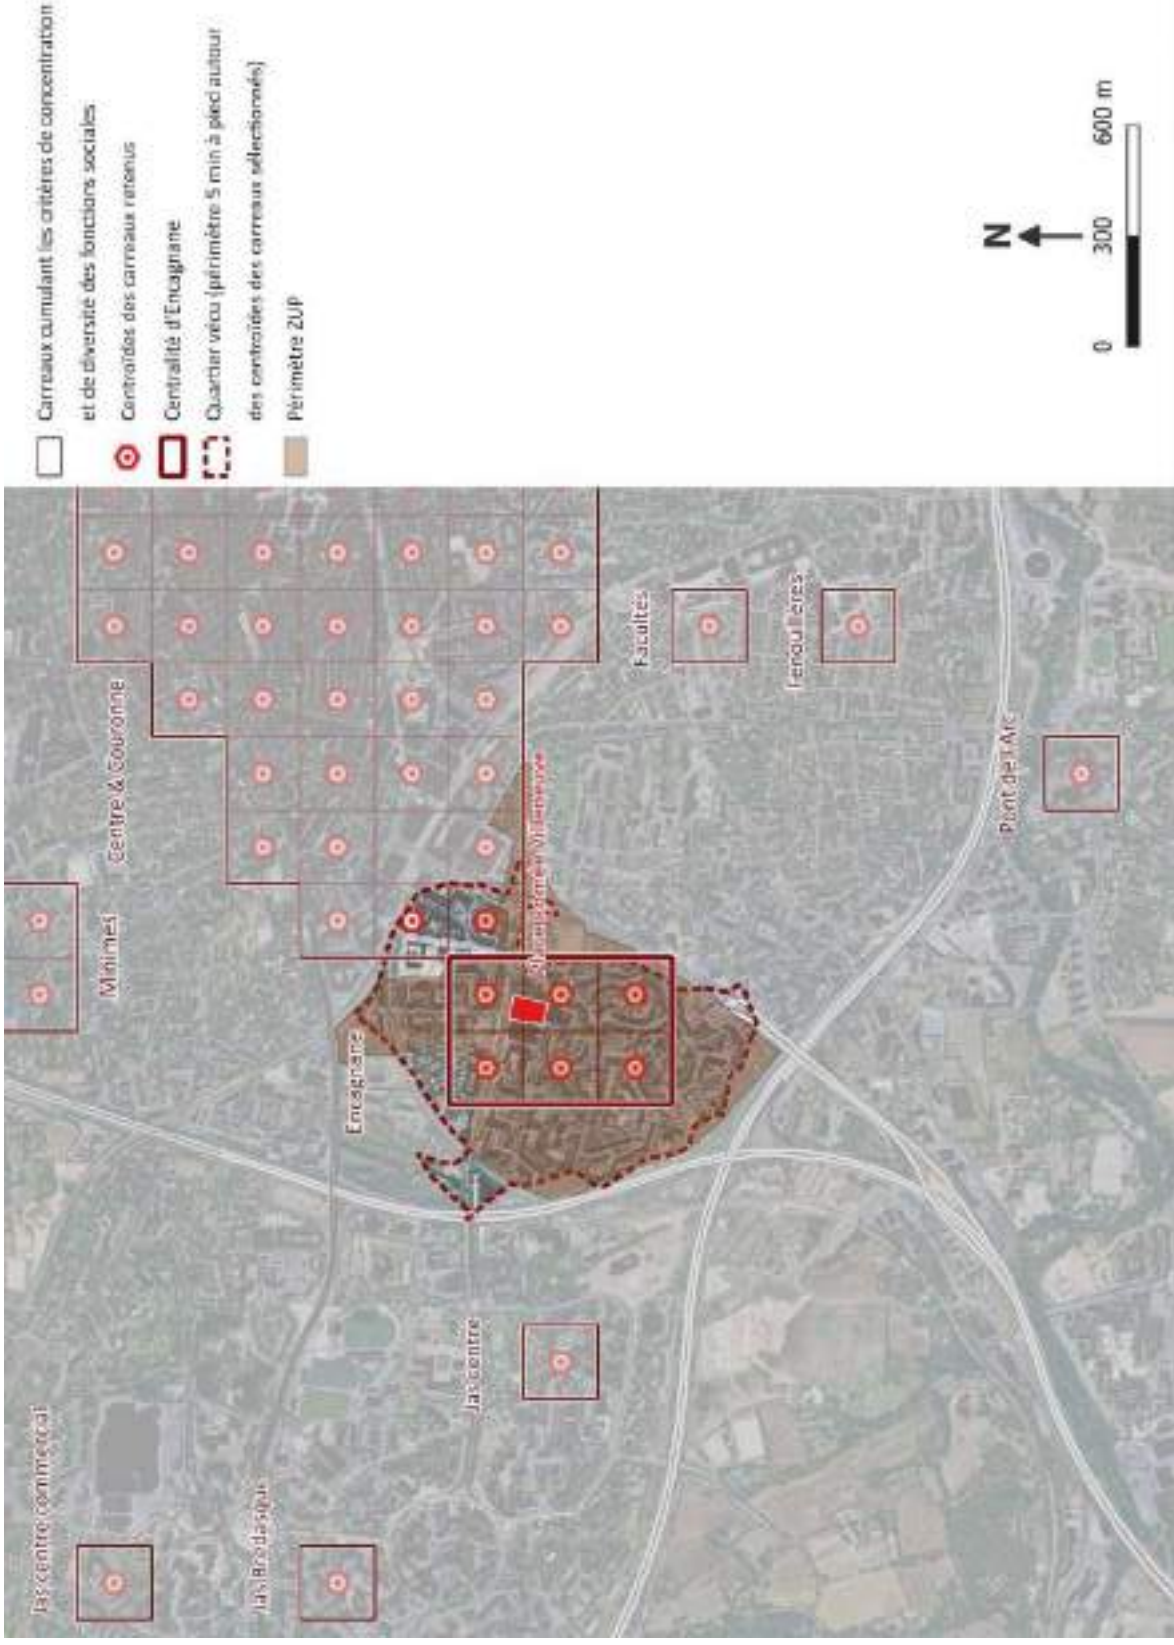 Carreaux cumulant les critères de concentration
et de diversité des fonctions sociales
Centroïdes des carreaux retenus
Centralité d'Encagnane
Quartier vécu (périmètre 5 min à pied autour
des centroïdes des carreaux sélectionnés)
Périmètre ZUP
N
0 300 600 m
Jas centre commercial
Jas Bredasque
Jas centre
Encagnane
Minimes
Centre & Couronne
Facultés
Fenouillères
Pont de l'Arc